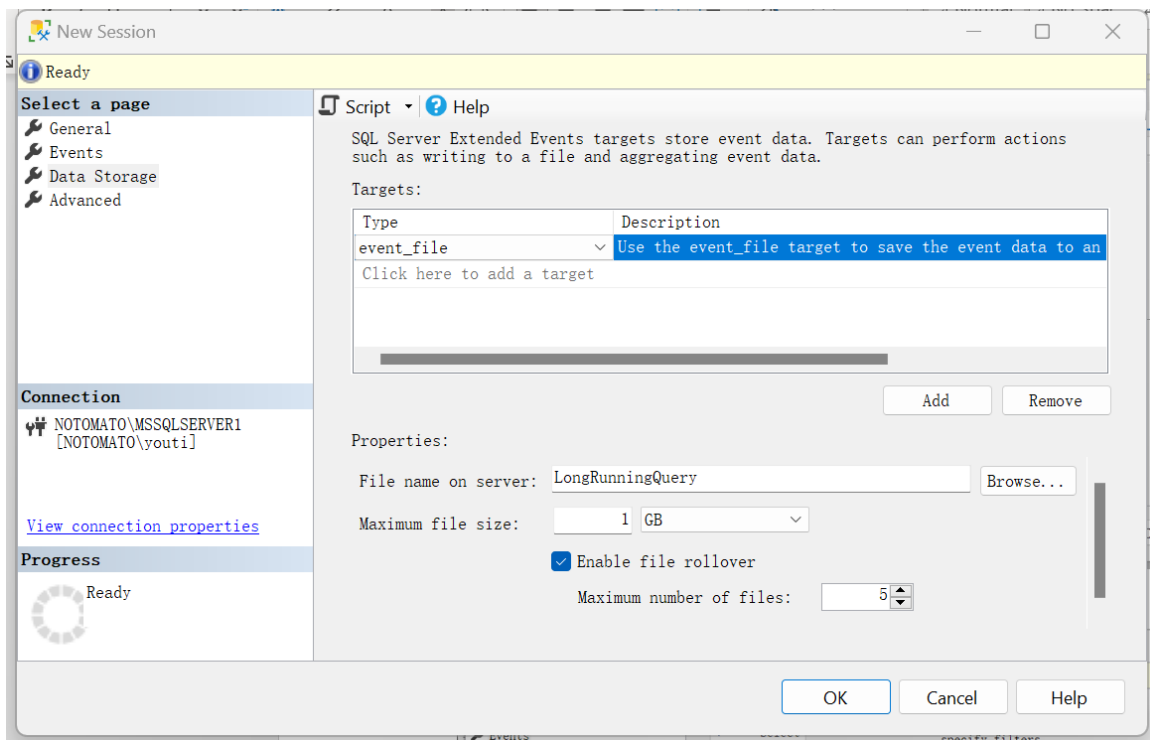 New Session
Ready
Select a page
General
Events
Data Storage
Advanced
Script
Help
SQL Server Extended Events targets store event data. Targets can perform actions
such as writing to a file and aggregating event data.
Targets:
Type Description
event_file Use the event_file target to save the event data to an
Click here to add a target
Add Remove
Connection
NOTOMATO\MSSQLSERVER1
[NOTOMATO\youti]
View connection properties
Progress
Ready
Properties:
File name on server: LongRunningQuery Browse...
Maximum file size: 1 GB
Enable file rollover
Maximum number of files: 5
OK Cancel Help
Events
specify filters